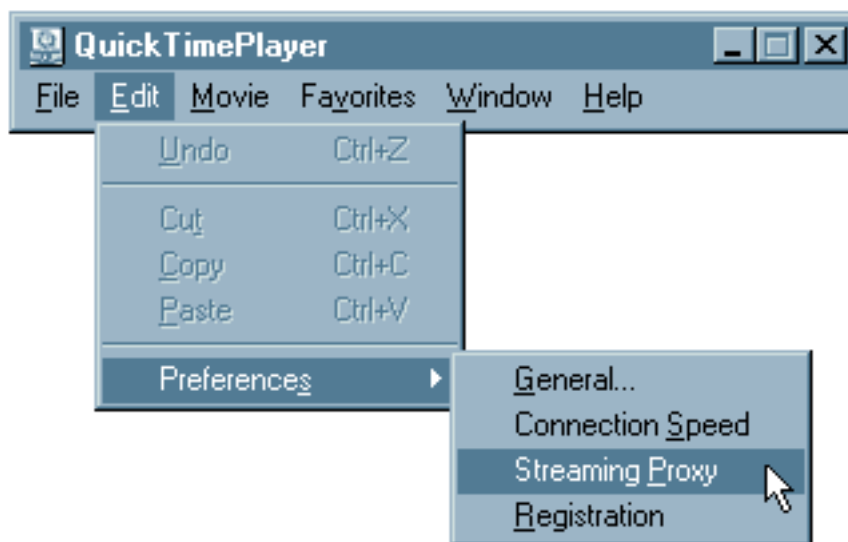 QuickTimePlayer
File Edit Movie Favorites Window Help
Undo Ctrl+Z
Cut Ctrl+X
Copy Ctrl+C
Paste Ctrl+V
Preferences
General...
Connection Speed
Streaming Proxy
Registration